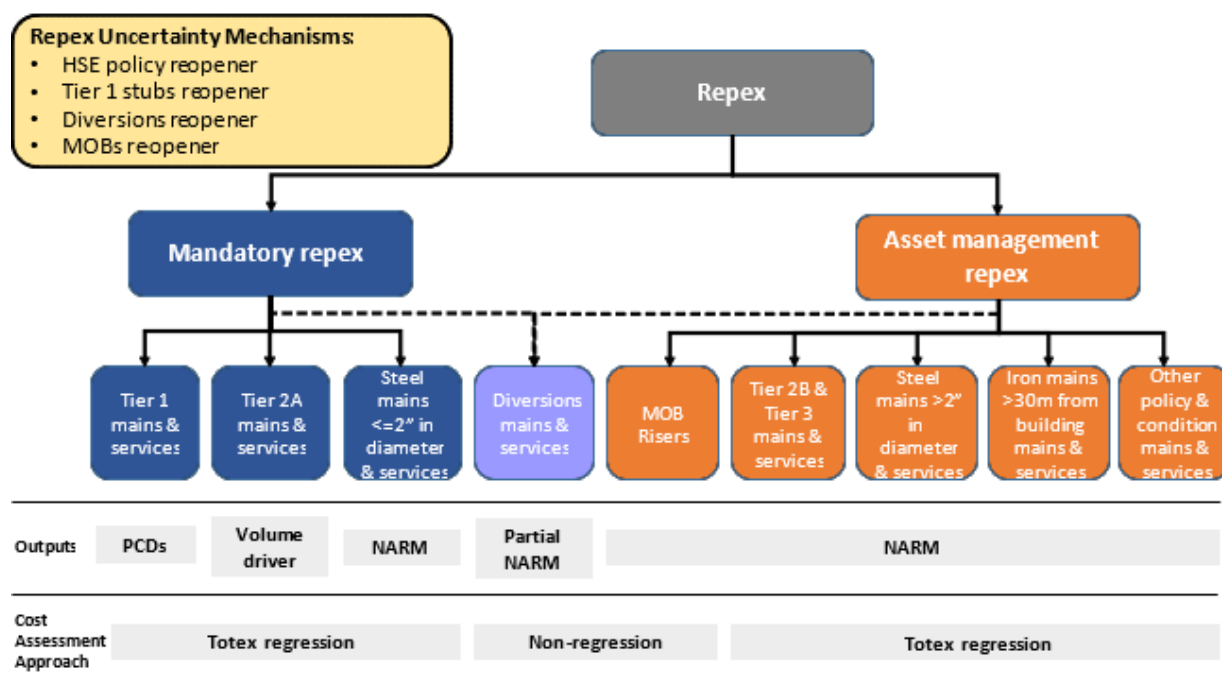 Repex Uncertainty Mechanisms:
• HSE policy reopener
• Tier 1 stubs reopener
• Diversions reopener
• MOBs reopener
Repex
Mandatory repex
Asset management
repex
Tier 1
mains &
services
Tier 2A
mains &
services
Steel
mains
<=2” in
diameter
& services
Diversions
mains &
services
MOB
Risers
Tier 2B &
Tier 3
mains &
services
Steel
mains >2”
in
diameter
& services
Iron mains
>30m from
building
mains &
services
Other
policy &
condition
mains &
services
Outputs
PCDs
Volume
driver
NARM
Partial
NARM
NARM
Cost
Assessment
Approach
Totex regression
Non-regression
Totex regression